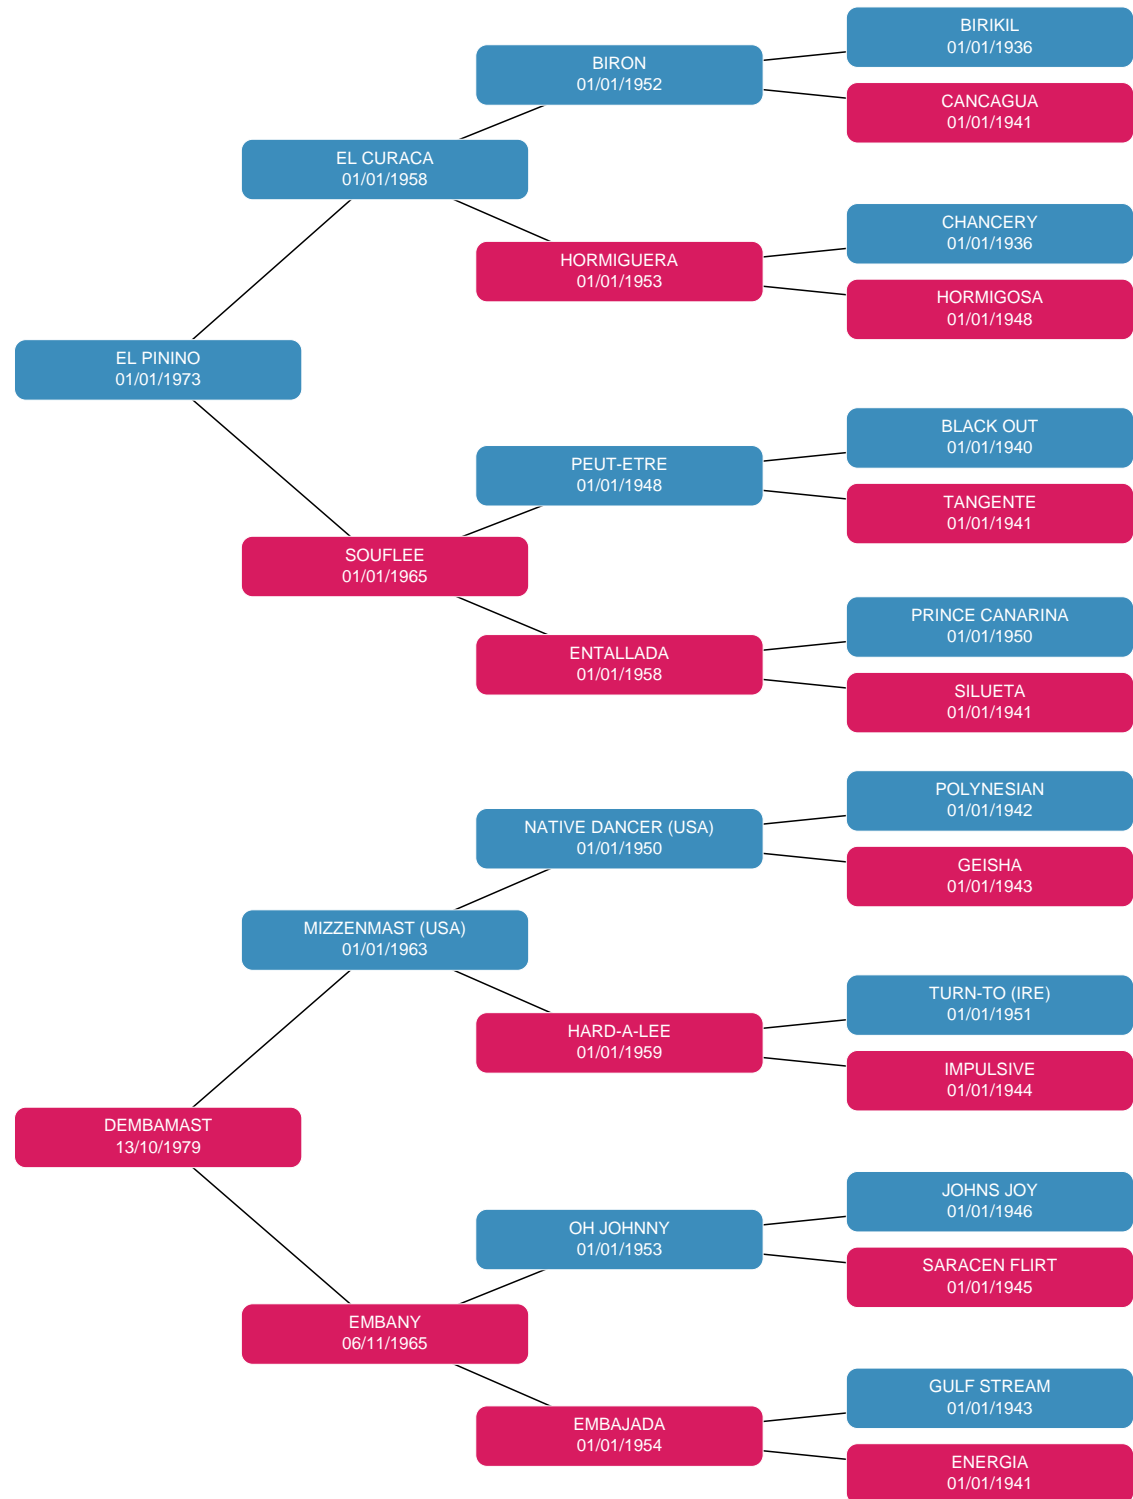 BIRIKIL
01/01/1936
BIRON
01/01/1952
CANCAGUA
01/01/1941
EL CURACA
01/01/1958
CHANCERY
01/01/1936
HORMIGUERA
01/01/1953
HORMIGOSA
01/01/1948
EL PININO
01/01/1973
BLACK OUT
01/01/1940
PEUT-ETRE
01/01/1948
TANGENTE
01/01/1941
SOUFLEE
01/01/1965
PRINCE CANARINA
01/01/1950
ENTALLADA
01/01/1958
SILUETA
01/01/1941
POLYNESIAN
01/01/1942
NATIVE DANCER (USA)
01/01/1950
GEISHA
01/01/1943
MIZZENMAST (USA)
01/01/1963
TURN-TO (IRE)
01/01/1951
HARD-A-LEE
01/01/1959
IMPULSIVE
01/01/1944
DEMBAMAST
13/10/1979
JOHNS JOY
01/01/1946
OH JOHNNY
01/01/1953
SARACEN FLIRT
01/01/1945
EMBANY
06/11/1965
GULF STREAM
01/01/1943
EMBAJADA
01/01/1954
ENERGIA
01/01/1941